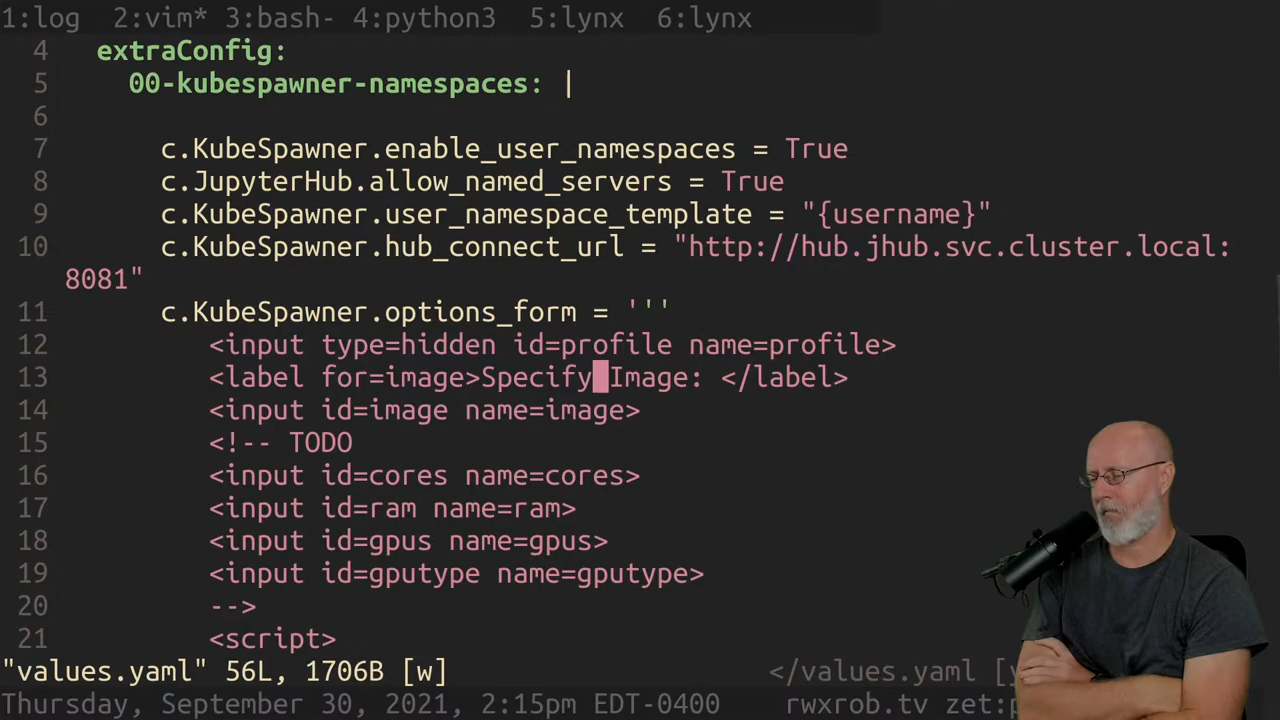 1:log 2:vim* 3:bash- 4:python3 5:lynx 6:lynx
4 extraConfig:
5 00-kubespawner-namespaces: |
6
7 c.KubeSpawner.enable_user_namespaces = True
8 c.JupyterHub.allow_named_servers = True
9 c.KubeSpawner.user_namespace_template = "{username}"
10 c.KubeSpawner.hub_connect_url = "http://hub.jhub.svc.cluster.local:
8081"
11 c.KubeSpawner.options_form = '''
12 <input type=hidden id=profile name=profile>
13 <label for=image>Specify Image: </label>
14 <input id=image name=image>
15 <!-- TODO
16 <input id=cores name=cores>
17 <input id=ram name=ram>
18 <input id=gpus name=gpus>
19 <input id=gputype name=gputype>
20 -->
21 <script>
"values.yaml" 56L, 1706B [w] </values.yaml
Thursday, September 30, 2021, 2:15pm EDT-0400 rwxrob.tv